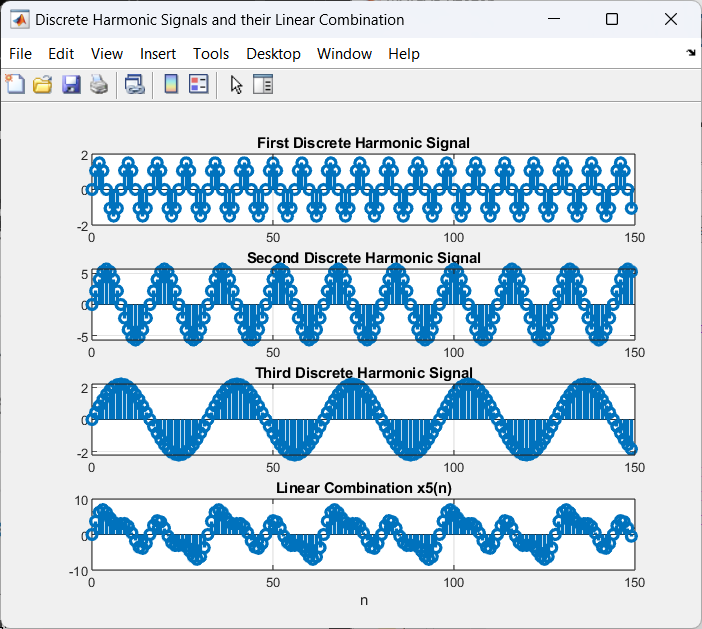 Discrete Harmonic Signals and their Linear Combination
File Edit View Insert Tools Desktop Window Help
First Discrete Harmonic Signal
2
0
-2
0 50 100 150
Second Discrete Harmonic Signal
5
0
-5
0 50 100 150
Third Discrete Harmonic Signal
2
0
-2
0 50 100 150
Linear Combination x5(n)
10
0
-10
0 50 100 150
n